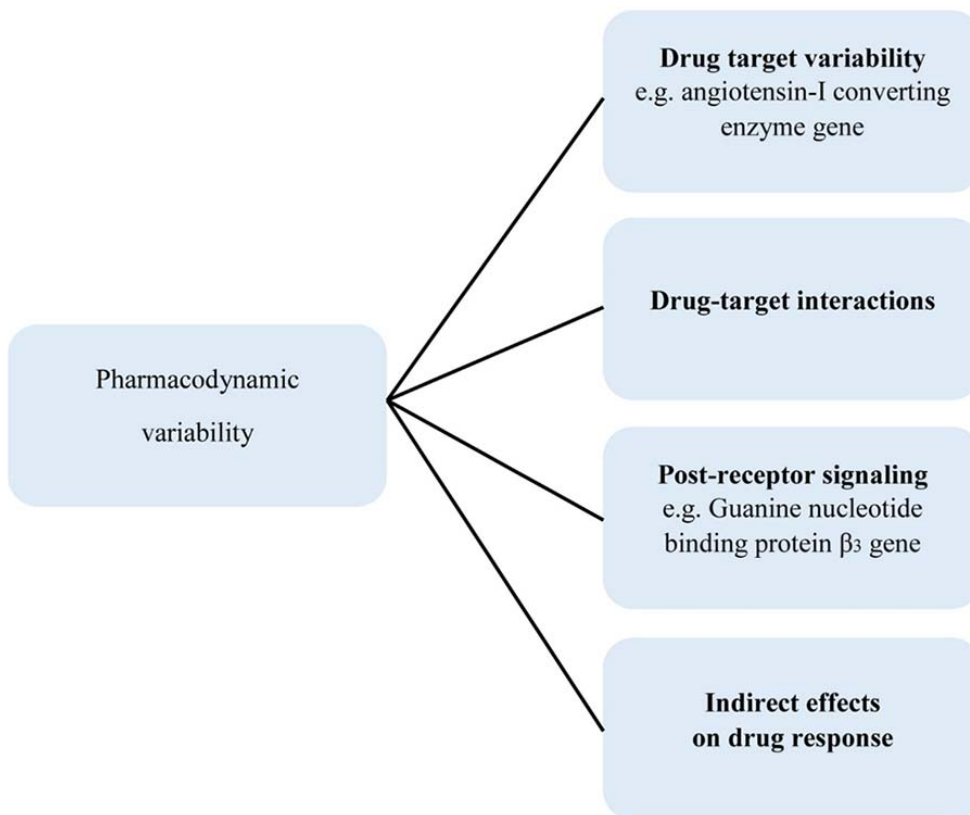 Pharmacodynamic
variability
Drug target variability
e.g. angiotensin-I converting
enzyme gene
Drug-target interactions
Post-receptor signaling
e.g. Guanine nucleotide
binding protein β₃ gene
Indirect effects
on drug response